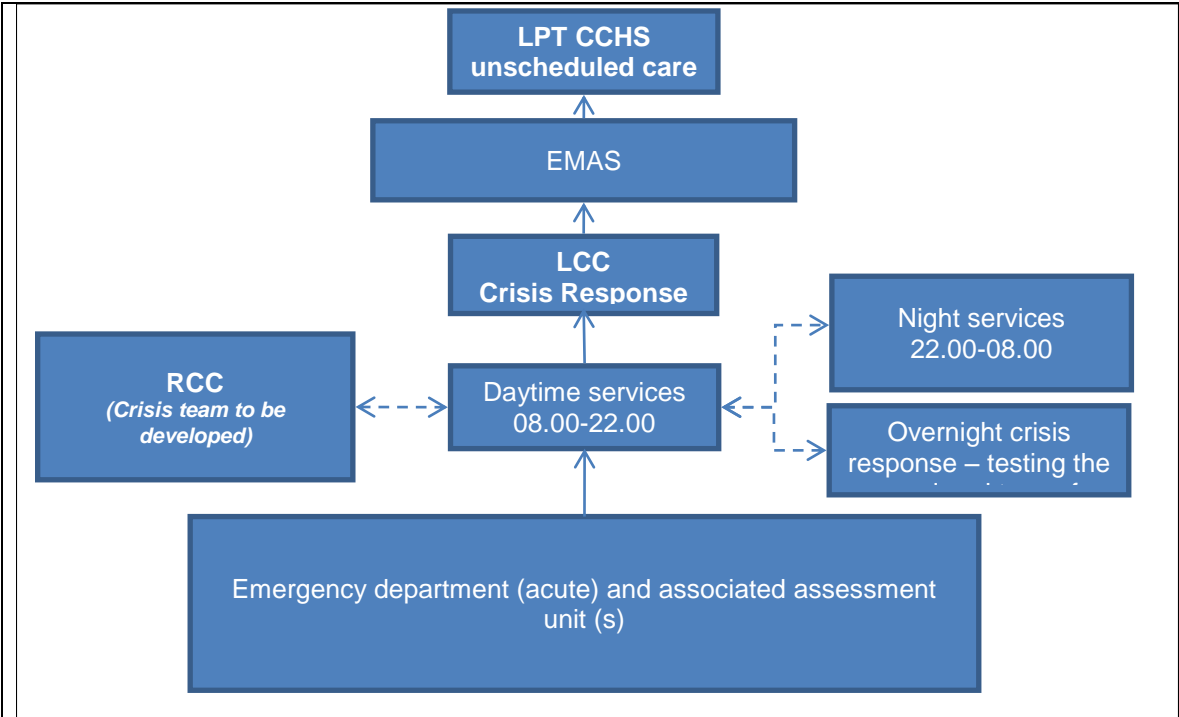 LPT CCHS
unscheduled care
EMAS
LCC
Crisis Response
Night services
22.00-08.00
RCC
(Crisis team to be
developed)
Daytime services
08.00-22.00
Overnight crisis
response – testing the
Emergency department (acute) and associated assessment
unit (s)